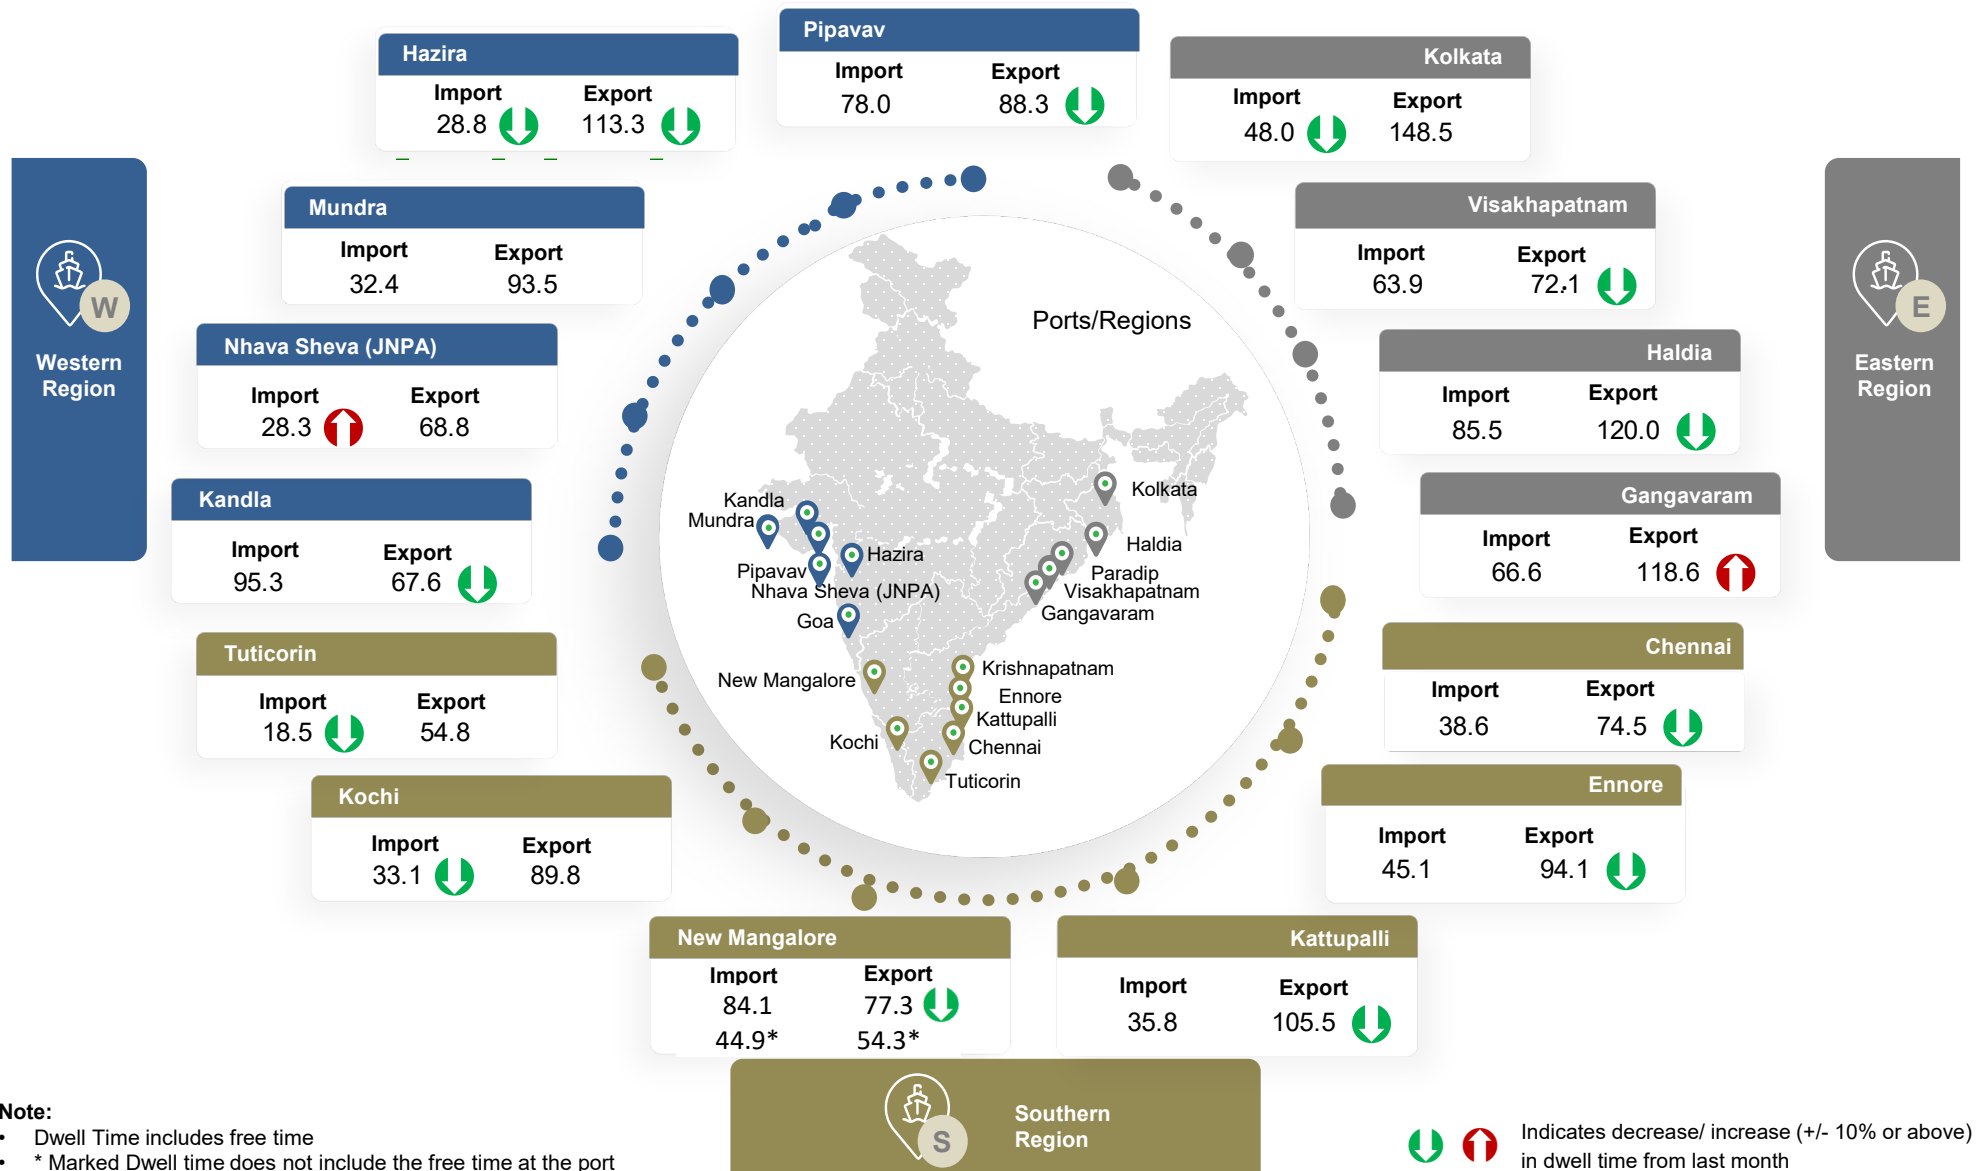 Pipavav
Import Export
78.0 88.3
Hazira
Import Export
28.8 113.3
Kolkata
Import Export
48.0 148.5
Mundra
Import Export
32.4 93.5
Visakhapatnam
Import Export
63.9 72.1
W
Western
Region
E
Eastern
Region
Nhava Sheva (JNPA)
Import Export
28.3 68.8
Haldia
Import Export
85.5 120.0
Kandla
Import Export
95.3 67.6
Gangavaram
Import Export
66.6 118.6
Ports/Regions
Kolkata
Kandla
Mundra
Haldia
Hazira
Pipavav
Paradip
Nhava Sheva (JNPA)
Visakhapatnam
Gangavaram
Goa
Krishnapatnam
New Mangalore
Ennore
Kattupalli
Kochi
Chennai
Tuticorin
Tuticorin
Import Export
18.5 54.8
Chennai
Import Export
38.6 74.5
Kochi
Import Export
33.1 89.8
Ennore
Import Export
45.1 94.1
New Mangalore
Import Export
84.1 77.3
44.9* 54.3*
Kattupalli
Import Export
35.8 105.5
S
Southern
Region
Note:
• Dwell Time includes free time
• * Marked Dwell time does not include the free time at the port
Indicates decrease/ increase (+/- 10% or above)
in dwell time from last month